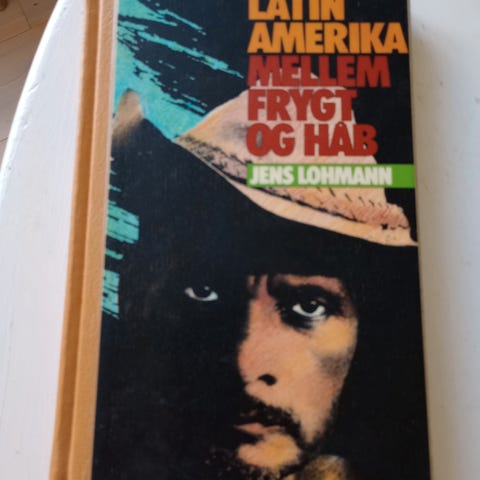 LATIN
AMERIKA
MELLEM
FRYGT
OG HÅB
JENS LOHMANN